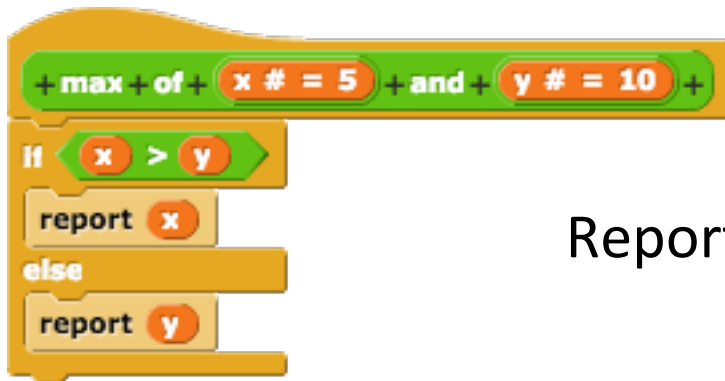 + max + of + x # = 5 + and + y # = 10 +
if x > y
report x
else
report y
Report